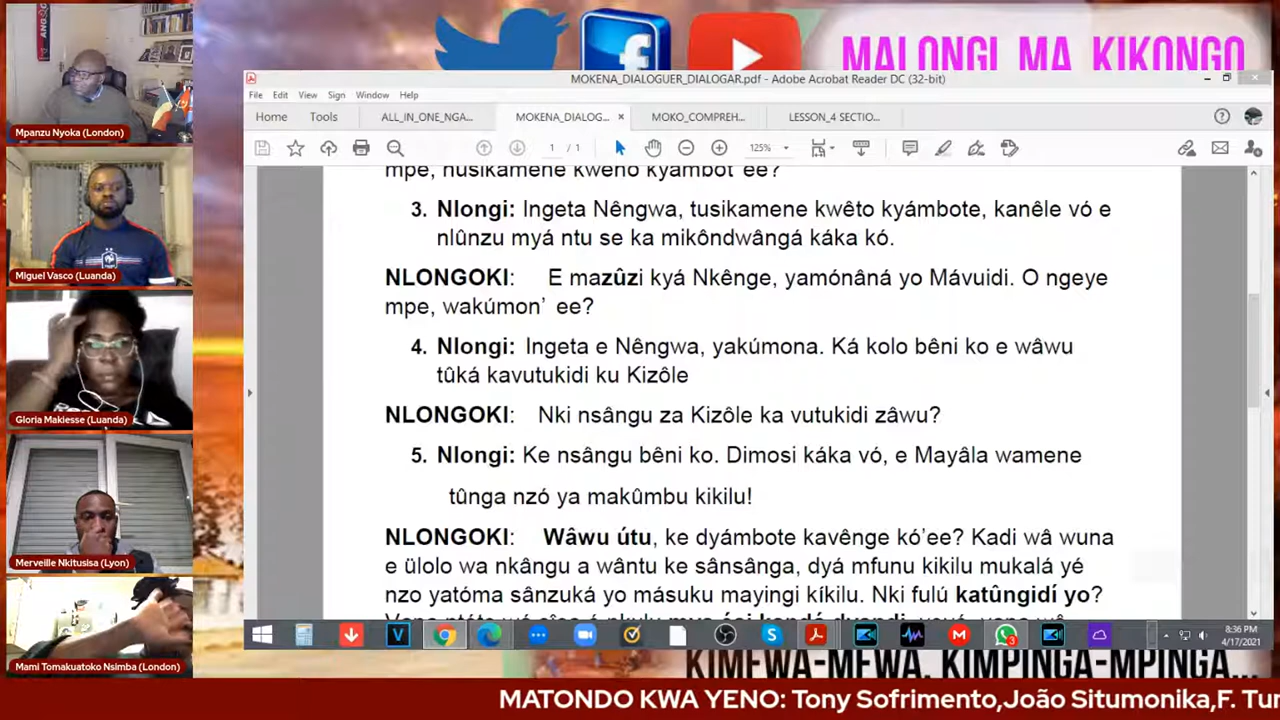 MALONGI MA KIKONGO
MOKENA_DIALOGUER_DIALOGAR.pdf - Adobe Acrobat Reader DC (32-bit)
File Edit View Sign Window Help
Home Tools ALL_IN_ONE_NGA... MOKENA_DIALOG... × MOKO_COMPREH... LESSON_4 SECTIO...
1 / 1 125%
mpe, nusikamene kweno kyambot'ee?
3. Nlongi: Ingeta Nêngwa, tusikamene kwêto kyámbote, kanêle vó e
nlûnzu myá ntu se ka mikôndwângá káka kó.
NLONGOKI: E mazûzi kyá Nkênge, yamónâná yo Mávuidi. O ngeye
mpe, wakúmon' ee?
4. Nlongi: Ingeta e Nêngwa, yakúmona. Ká kolo bêni ko e wâwu
tûká kavutukidi ku Kizôle
NLONGOKI: Nki nsângu za Kizôle ka vutukidi zâwu?
5. Nlongi: Ke nsângu bêni ko. Dimosi káka vó, e Mayâla wamene
tûnga nzó ya makûmbu kikilu!
NLONGOKI: Wâwu útu, ke dyámbote kavênge kó'ee? Kadi wâ wuna
e ülolo wa nkângu a wântu ke sânsânga, dyá mfunu kikilu mukalá yé
nzo yatóma sânzuká yo másuku mayingi kíkilu. Nki fulú katûngidí yo?
Mpanzu Nyoka (London)
Miguel Vasco (Luanda)
Gloria Makiesse (Luanda)
Merveille Nkitusisa (Lyon)
Mami Tomakuatoko Nsimba (London)
8:36 PM
4/17/2021
KIMFWA-MFWA, KIMPINGA-MPINGA...
MATONDO KWA YENO: Tony Sofrimento,João Situmonika,F. Tu